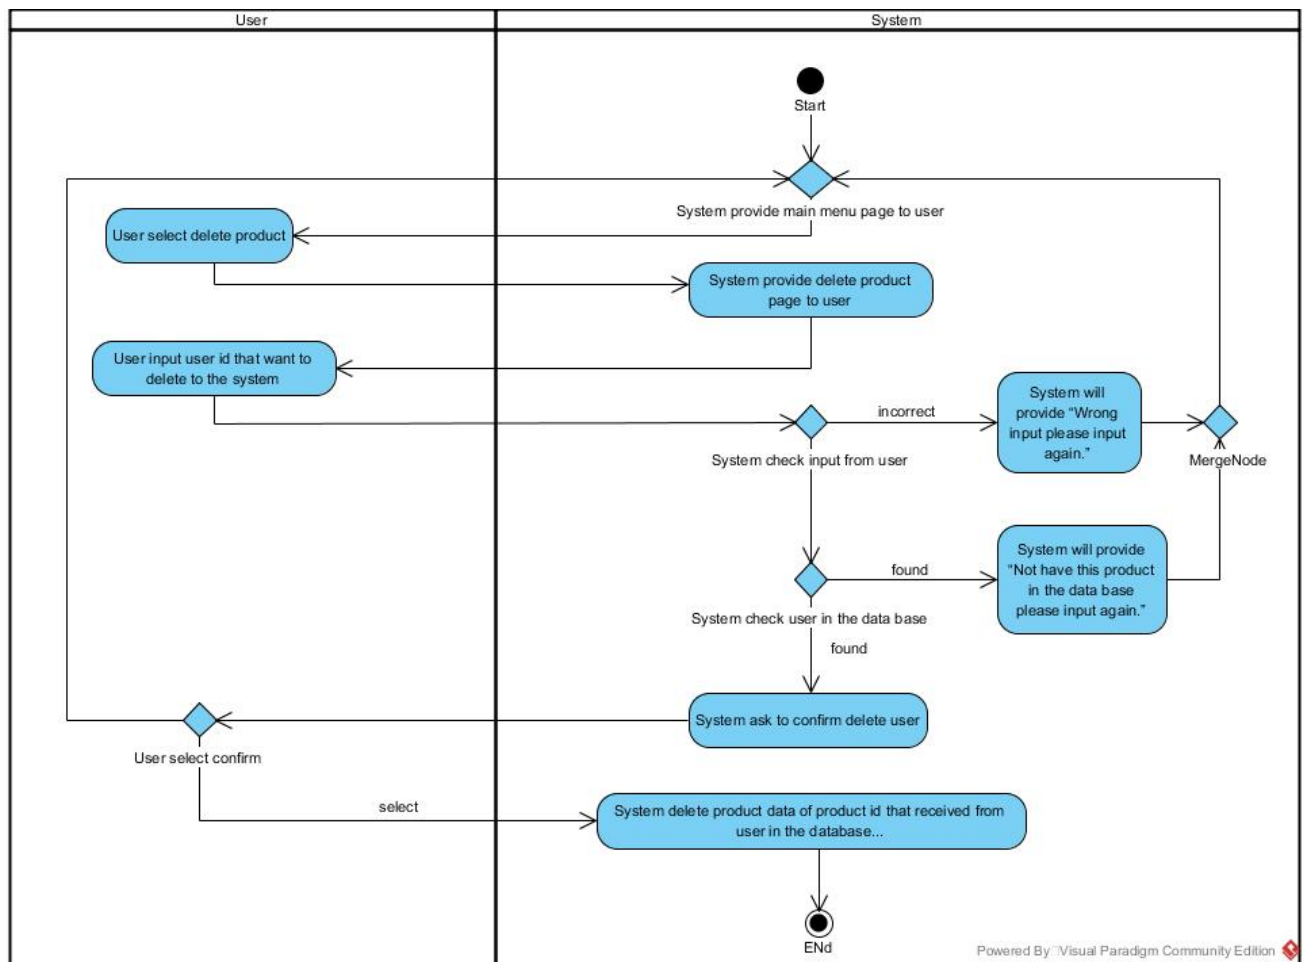 User
System
Start
System provide main menu page to user
User select delete product
System provide delete product
page to user
User input user id that want to
delete to the system
incorrect
System will
provide “Wrong
input please input
again.”
System check input from user
MergeNode
found
System will provide
“Not have this product
in the data base
please input again.”
System check user in the data base
found
System ask to confirm delete user
User select confirm
select
System delete product data of product id that received from
user in the database...
ENd
Powered By Visual Paradigm Community Edition